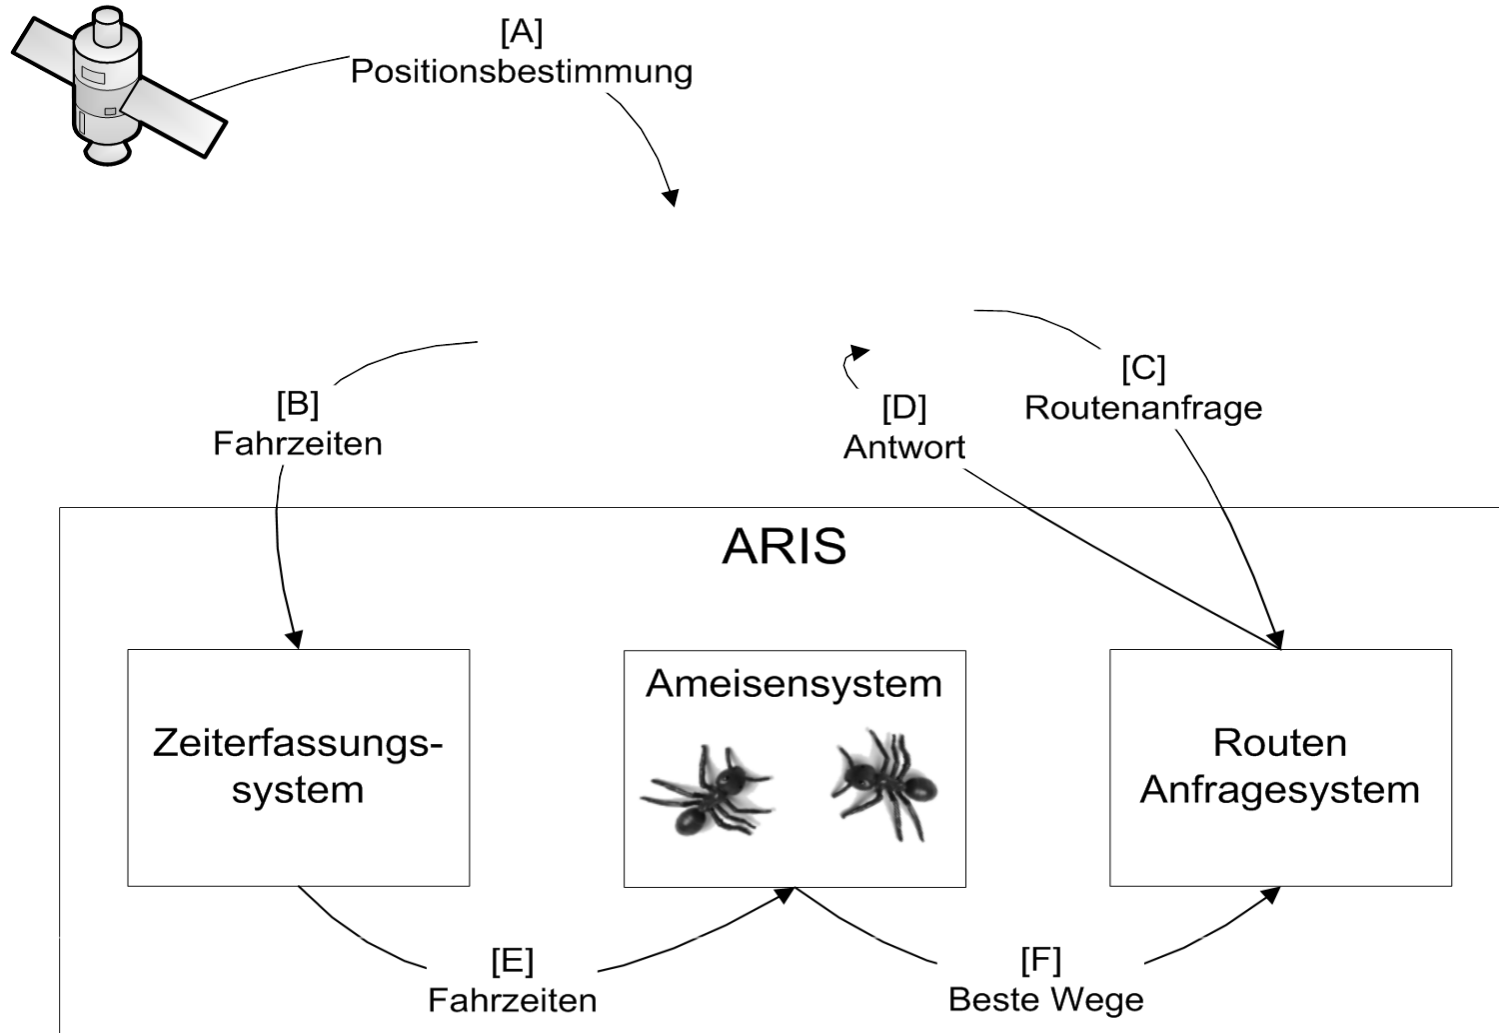 [A]
Positionsbestimmung
[B]
Fahrzeiten
[C]
Routenanfrage
[D]
Antwort
ARIS
Zeiterfassungs-
system
Ameisensystem
Routen
Anfragesystem
[E]
Fahrzeiten
[F]
Beste Wege